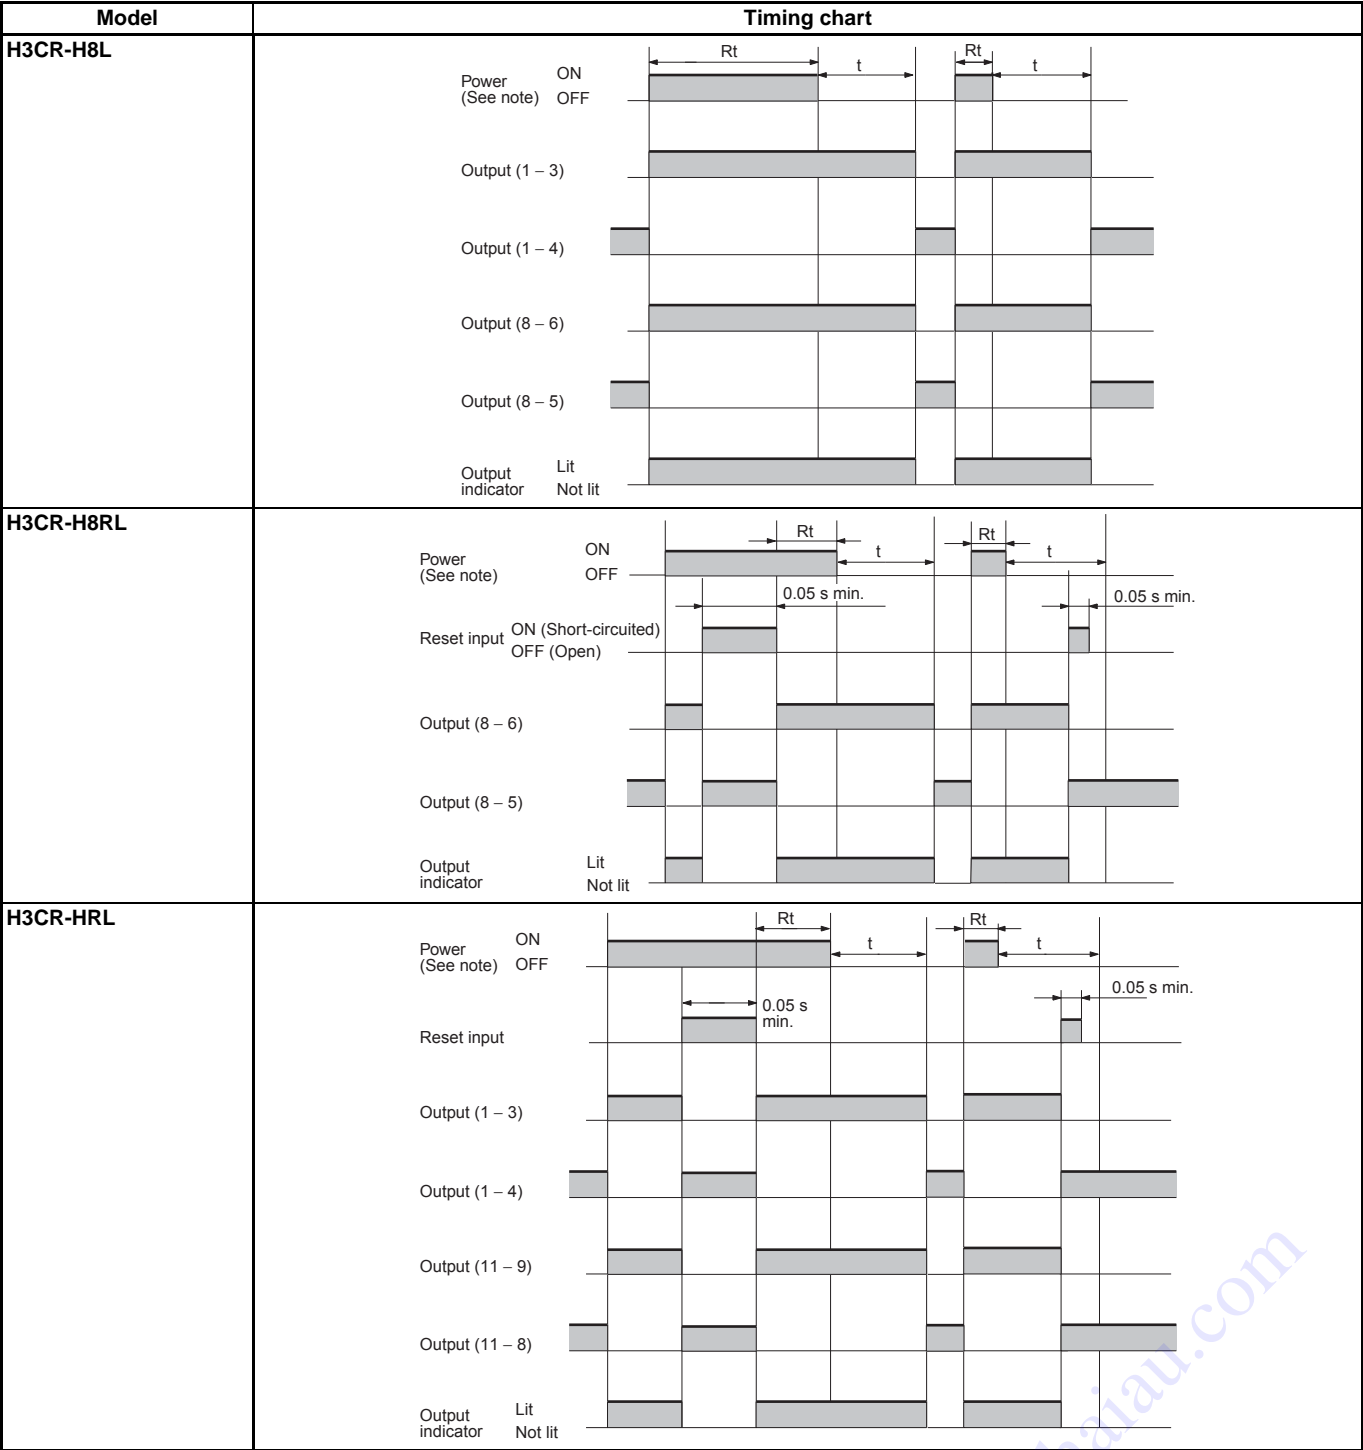 Model Timing chart
H3CR-H8L
Rt t Rt t
Power ON
(See note) OFF
Output (1 – 3)
Output (1 – 4)
Output (8 – 6)
Output (8 – 5)
Output Lit
indicator Not lit
H3CR-H8RL
Rt t Rt t
Power ON
(See note) OFF
0.05 s min. 0.05 s min.
Reset input ON (Short-circuited)
OFF (Open)
Output (8 – 6)
Output (8 – 5)
Output Lit
indicator Not lit
H3CR-HRL
Rt t Rt t
Power ON
(See note) OFF
0.05 s 0.05 s min.
min.
Reset input
Output (1 – 3)
Output (1 – 4)
Output (11 – 9)
Output (11 – 8)
Output Lit
indicator Not lit